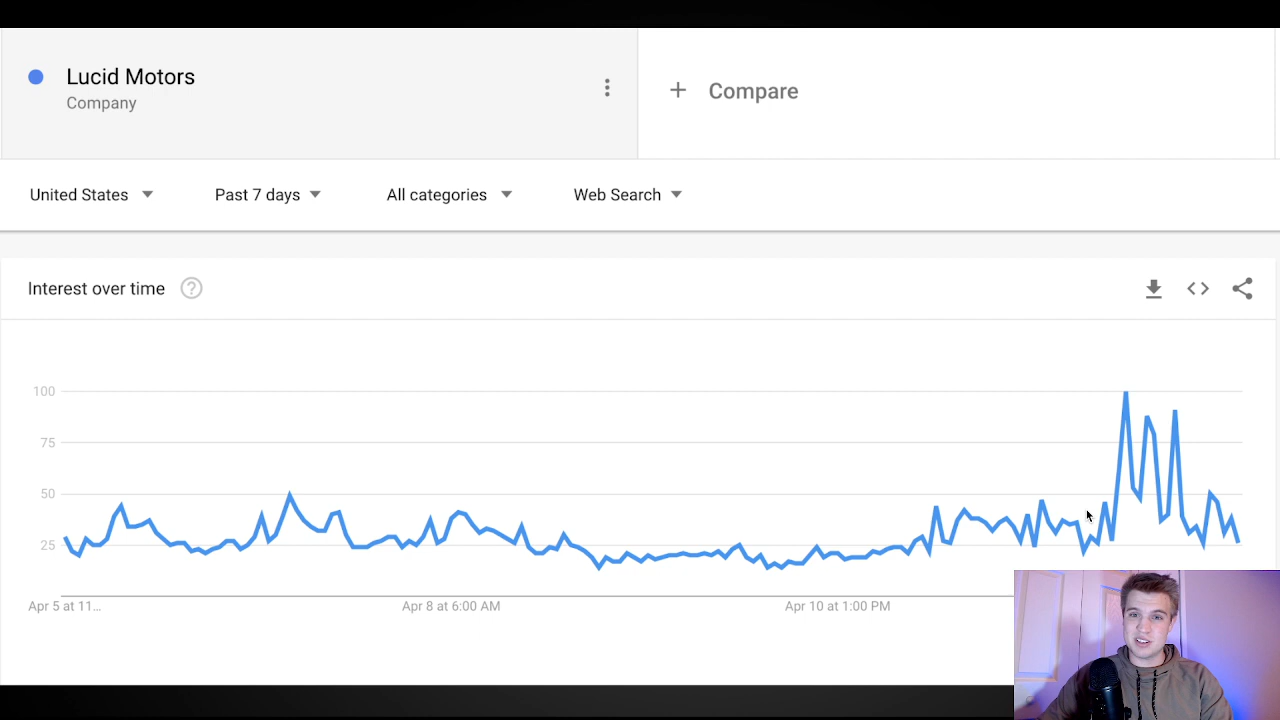 Lucid Motors
Company
+ Compare
United States
Past 7 days
All categories
Web Search
Interest over time ?
100
75
50
25
Apr 5 at 11…
Apr 8 at 6:00 AM
Apr 10 at 1:00 PM